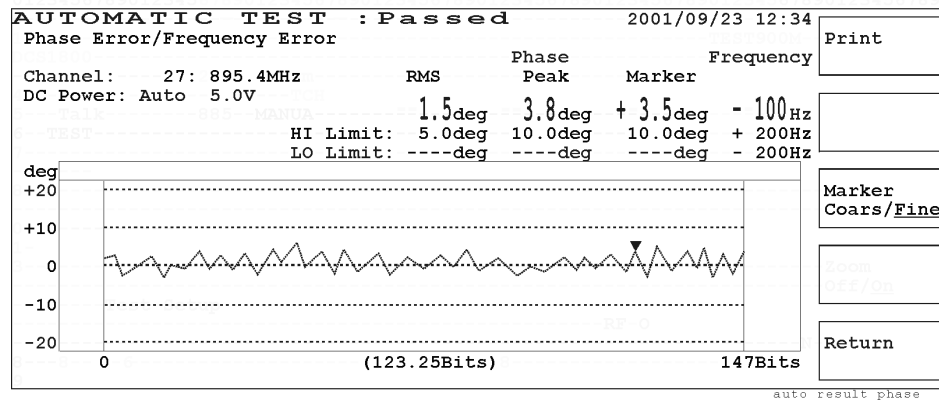 AUTOMATIC TEST :Passed 2001/09/23 12:34
Phase Error/Frequency Error
Phase Frequency
Channel: 27: 895.4MHz RMS Peak Marker
DC Power: Auto 5.0V
1.5deg 3.8deg + 3.5deg - 100Hz
HI Limit: 5.0deg 10.0deg 10.0deg + 200Hz
LO Limit: ----deg ----deg ----deg - 200Hz
deg
+20
+10
0
-10
-20
0 (123.25Bits) 147Bits
Print
Marker
Coars/Fine
Zoom
Off/On
Return
auto result phase